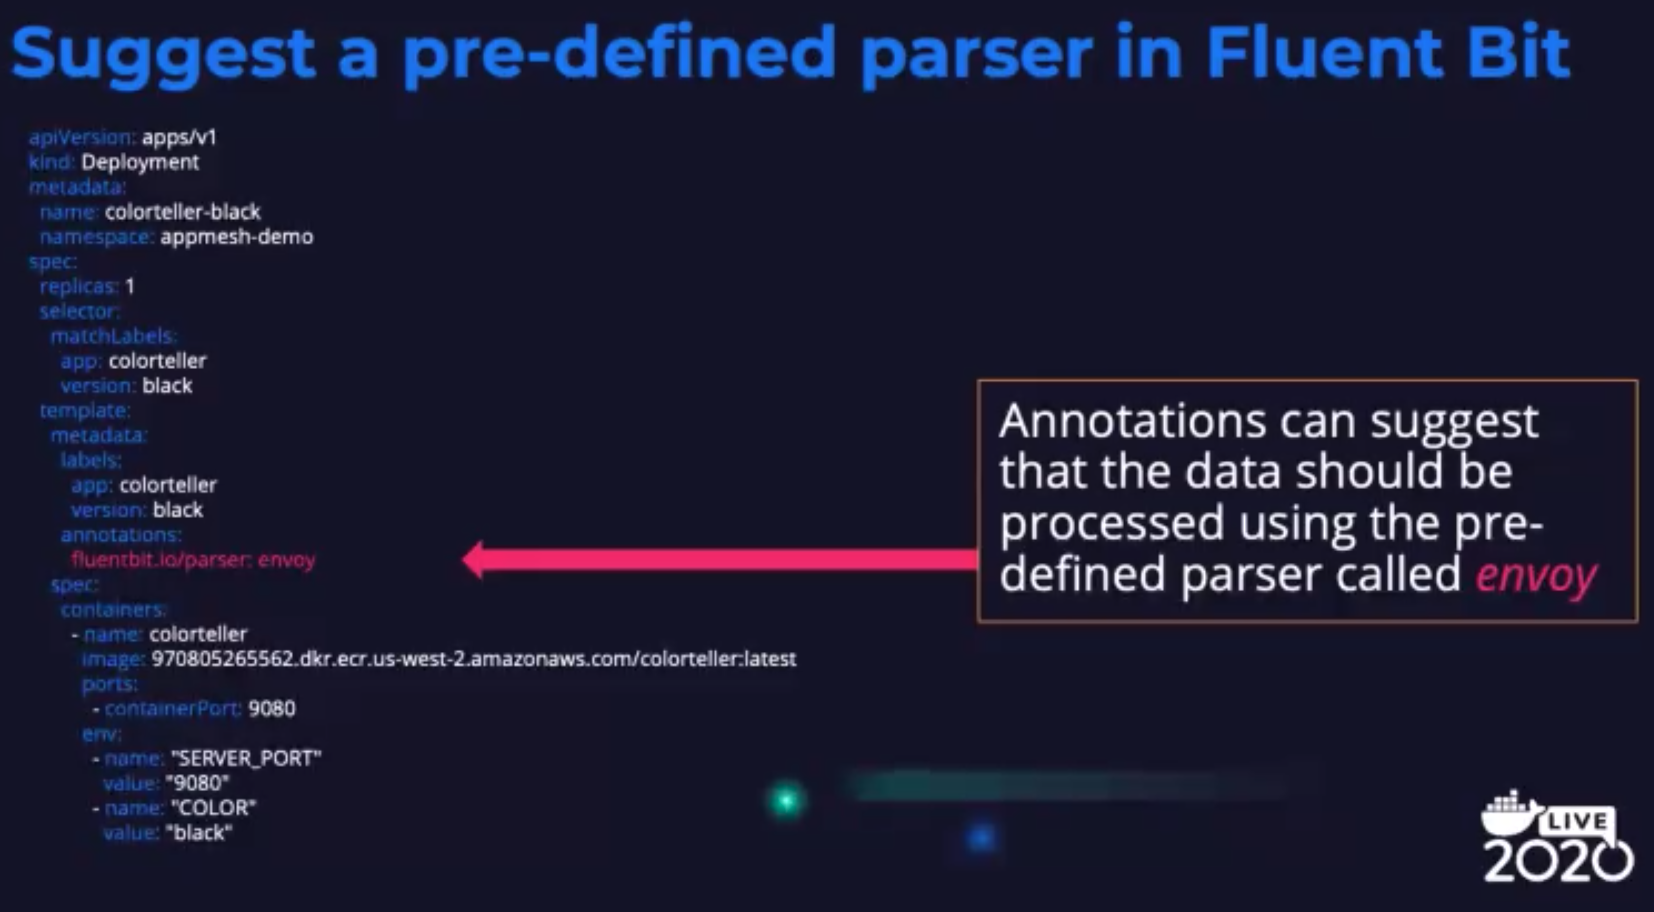 Suggest a pre-defined parser in Fluent Bit
apiVersion: apps/v1
kind: Deployment
metadata:
  name: colorteller-black
  namespace: appmesh-demo
spec:
  replicas: 1
  selector:
    matchLabels:
      app: colorteller
      version: black
  template:
    metadata:
      labels:
        app: colorteller
        version: black
      annotations:
        fluentbit.io/parser: envoy
    spec:
      containers:
        - name: colorteller
          image: 970805265562.dkr.ecr.us-west-2.amazonaws.com/colorteller:latest
          ports:
            - containerPort: 9080
          env:
            - name: "SERVER_PORT"
              value: "9080"
            - name: "COLOR"
              value: "black"
Annotations can suggest
that the data should be
processed using the pre-
defined parser called envoy
LIVE
2020